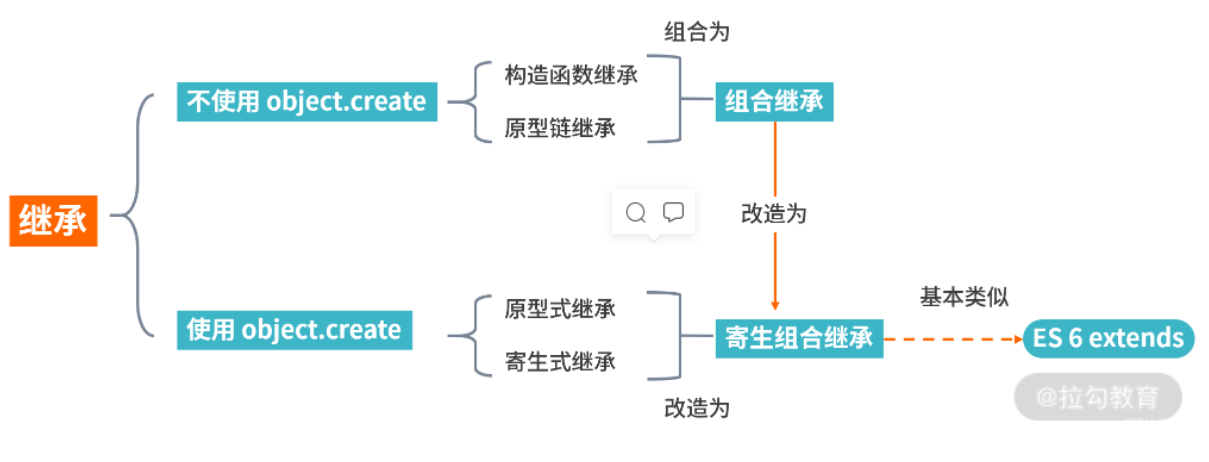 组合为
构造函数继承
不使用 object.create
组合继承
原型链继承
继承
改造为
基本类似
原型式继承
使用 object.create
寄生组合继承
ES 6 extends
寄生式继承
@拉勾教育
改造为